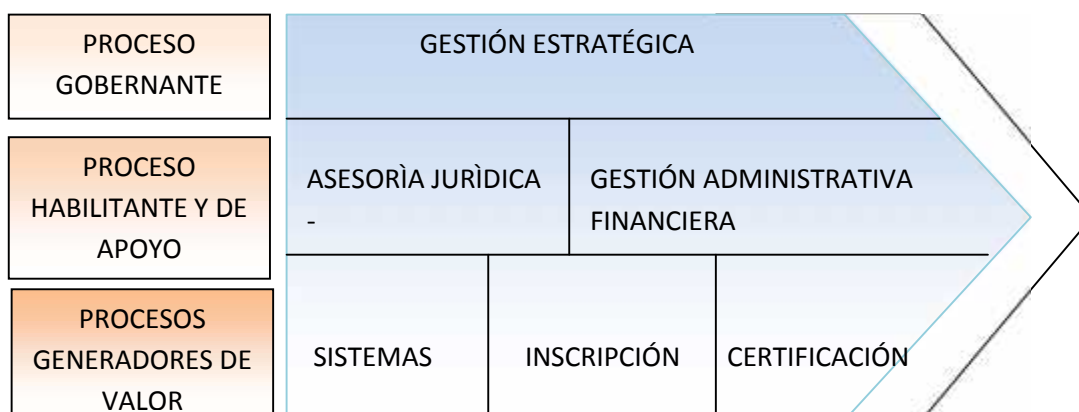 PROCESO
GOBERNANTE
GESTIÓN ESTRATÉGICA
PROCESO
HABILITANTE Y DE
APOYO
ASESORÌA JURÌDICA
-
GESTIÓN ADMINISTRATIVA
FINANCIERA
PROCESOS
GENERADORES DE
VALOR
SISTEMAS
INSCRIPCIÓN
CERTIFICACIÓN